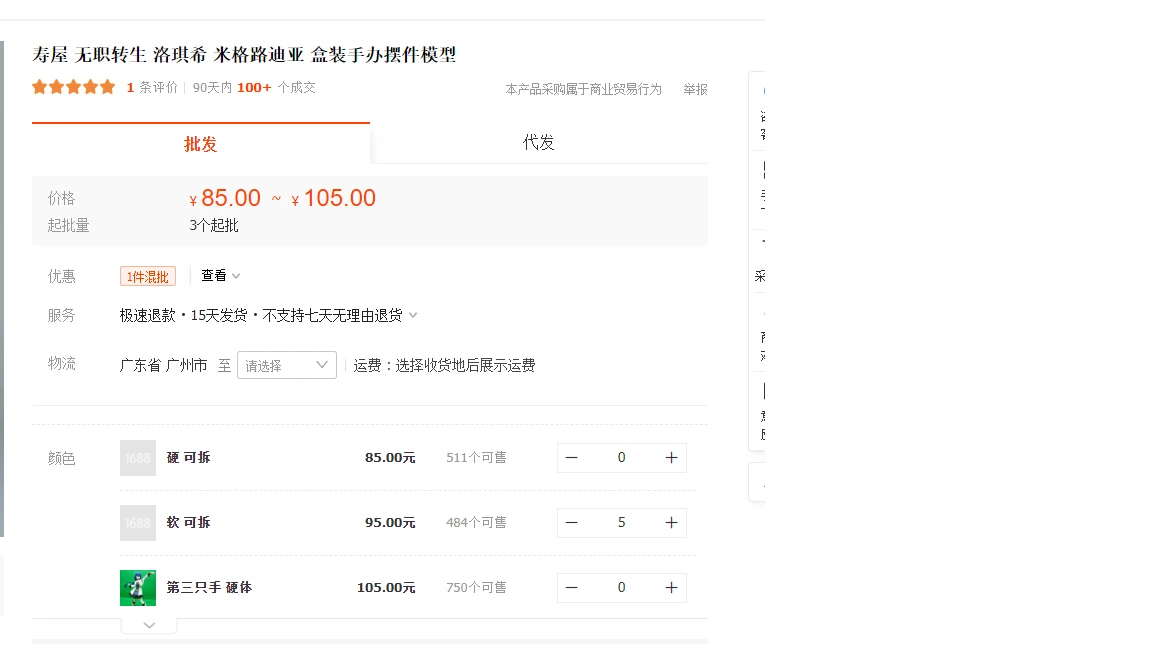 寿屋 无职转生 洛琪希 米格路迪亚 盒装手办摆件模型
1 条评价 90天内 100+ 个成交 本产品采购属于商业贸易行为 举报
批发 代发
价格 ¥ 85.00 ~ ¥ 105.00
起批量 3个起批
优惠 1件混批 查看
服务 极速退款·15天发货·不支持七天无理由退货
物流 广东省 广州市 至 请选择 运费：选择收货地后展示运费
采
颜色 1688 硬 可拆 85.00元 511个可售 — 0 +
1688 软 可拆 95.00元 484个可售 — 5 +
第三只手 硬体 105.00元 750个可售 — 0 +